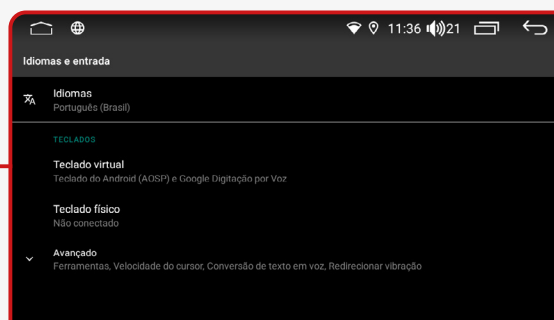 11:36 21
Idiomas e entrada
Idiomas
Português (Brasil)
TECLADOS
Teclado virtual
Teclado do Android (AOSP) e Google Digitação por Voz
Teclado físico
Não conectado
Avançado
Ferramentas, Velocidade do cursor, Conversão de texto em voz, Redirecionar vibração